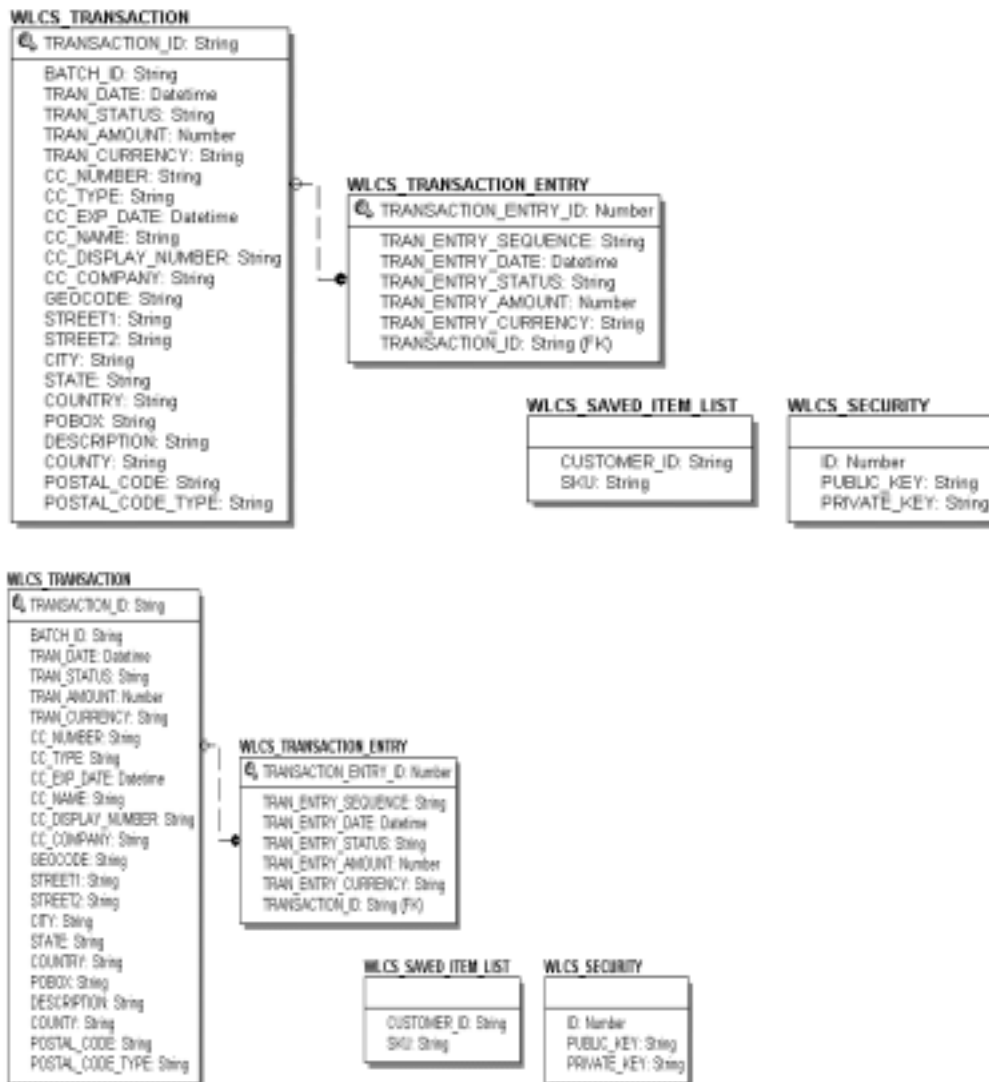 WLCS_TRANSACTION
TRANSACTION_ID: String
BATCH_ID: String
TRAN_DATE: Datetime
TRAN_STATUS: String
TRAN_AMOUNT: Number
TRAN_CURRENCY: String
CC_NUMBER: String
CC_TYPE: String
CC_EXP_DATE: Datetime
CC_NAME: String
CC_DISPLAY_NUMBER: String
CC_COMPANY: String
GEOCODE: String
STREET1: String
STREET2: String
CITY: String
STATE: String
COUNTRY: String
POBOX: String
DESCRIPTION: String
COUNTY: String
POSTAL_CODE: String
POSTAL_CODE_TYPE: String
WLCS_TRANSACTION_ENTRY
TRANSACTION_ENTRY_ID: Number
TRAN_ENTRY_SEQUENCE: String
TRAN_ENTRY_DATE: Datetime
TRAN_ENTRY_STATUS: String
TRAN_ENTRY_AMOUNT: Number
TRAN_ENTRY_CURRENCY: String
TRANSACTION_ID: String (FK)
WLCS_SAVED_ITEM_LIST
CUSTOMER_ID: String
SKU: String
WLCS_SECURITY
ID: Number
PUBLIC_KEY: String
PRIVATE_KEY: String
WLCS_TRANSACTION
TRANSACTION_ID: String
BATCH_ID: String
TRAN_DATE: Datetime
TRAN_STATUS: String
TRAN_AMOUNT: Number
TRAN_CURRENCY: String
CC_NUMBER: String
CC_TYPE: String
CC_EXP_DATE: Datetime
CC_NAME: String
CC_DISPLAY_NUMBER: String
CC_COMPANY: String
GEOCODE: String
STREET1: String
STREET2: String
CITY: String
STATE: String
COUNTRY: String
POBOX: String
DESCRIPTION: String
COUNTY: String
POSTAL_CODE: String
POSTAL_CODE_TYPE: String
WLCS_TRANSACTION_ENTRY
TRANSACTION_ENTRY_ID: Number
TRAN_ENTRY_SEQUENCE: String
TRAN_ENTRY_DATE: Datetime
TRAN_ENTRY_STATUS: String
TRAN_ENTRY_AMOUNT: Number
TRAN_ENTRY_CURRENCY: String
TRANSACTION_ID: String (FK)
WLCS_SAVED_ITEM_LIST
CUSTOMER_ID: String
SKU: String
WLCS_SECURITY
ID: Number
PUBLIC_KEY: String
PRIVATE_KEY: String